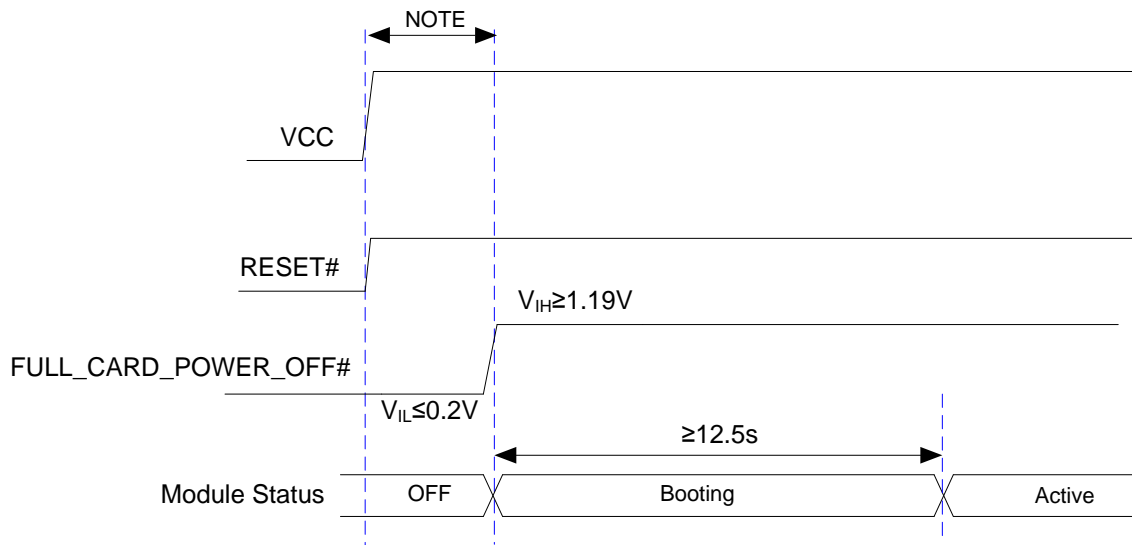 NOTE
VCC
RESET#
V_IH≥1.19V
FULL_CARD_POWER_OFF#
V_IL≤0.2V
≥12.5s
Module Status
OFF
Booting
Active